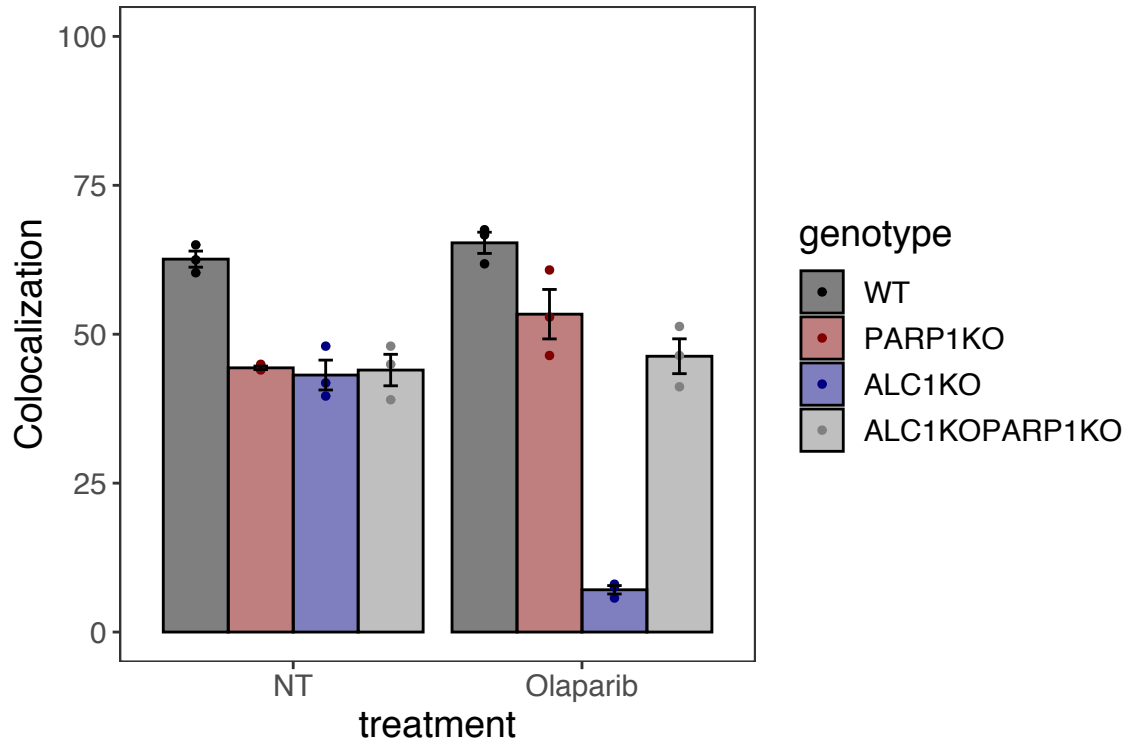 Colocalization
100
75
50
25
0
NT
Olaparib
treatment
genotype
WT
PARP1KO
ALC1KO
ALC1KOPARP1KO